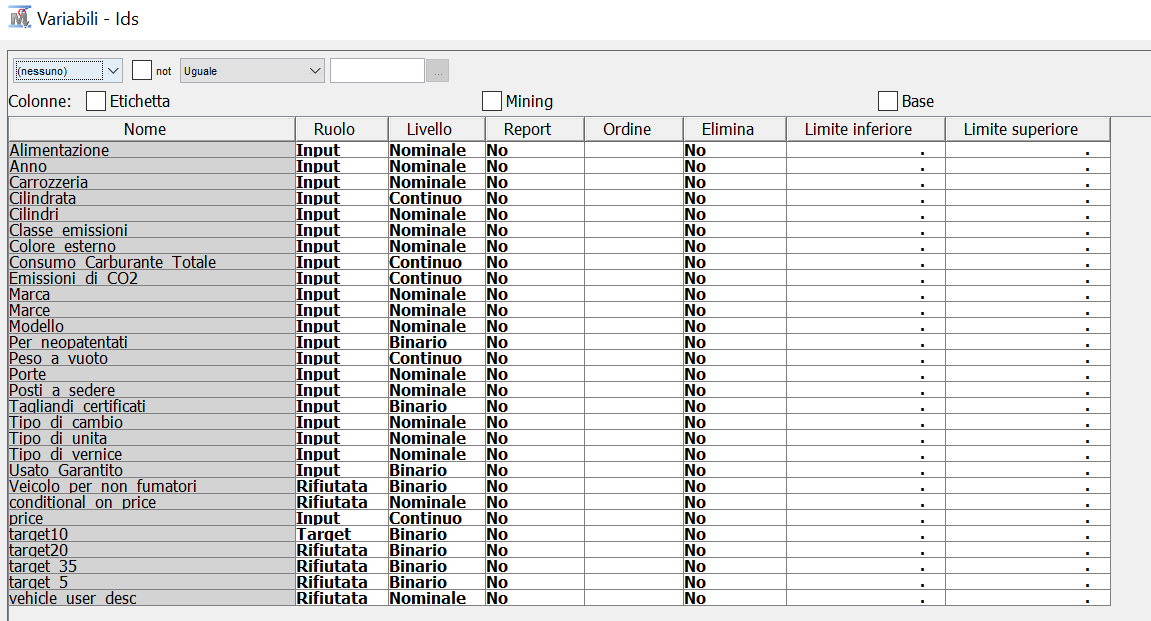 Variabili - Ids
(nessuno) not Uguale ...
Colonne: Etichetta Mining Base
Nome Ruolo Livello Report Ordine Elimina Limite inferiore Limite superiore
Alimentazione Input Nominale No No . .
Anno Input Nominale No No . .
Carrozzeria Input Nominale No No . .
Cilindrata Input Continuo No No . .
Cilindri Input Nominale No No . .
Classe emissioni Input Nominale No No . .
Colore esterno Input Nominale No No . .
Consumo Carburante Totale Input Continuo No No . .
Emissioni di CO2 Input Continuo No No . .
Marca Input Nominale No No . .
Marce Input Nominale No No . .
Modello Input Nominale No No . .
Per neopatentati Input Binario No No . .
Peso a vuoto Input Continuo No No . .
Porte Input Nominale No No . .
Posti a sedere Input Nominale No No . .
Tagliandi certificati Input Binario No No . .
Tipo di cambio Input Nominale No No . .
Tipo di unita Input Nominale No No . .
Tipo di vernice Input Nominale No No . .
Usato Garantito Input Binario No No . .
Veicolo per non fumatori Rifiutata Binario No No . .
conditional on price Rifiutata Nominale No No . .
price Input Continuo No No . .
target10 Target Binario No No . .
target20 Rifiutata Binario No No . .
target 35 Rifiutata Binario No No . .
target 5 Rifiutata Binario No No . .
vehicle user desc Rifiutata Nominale No No . .